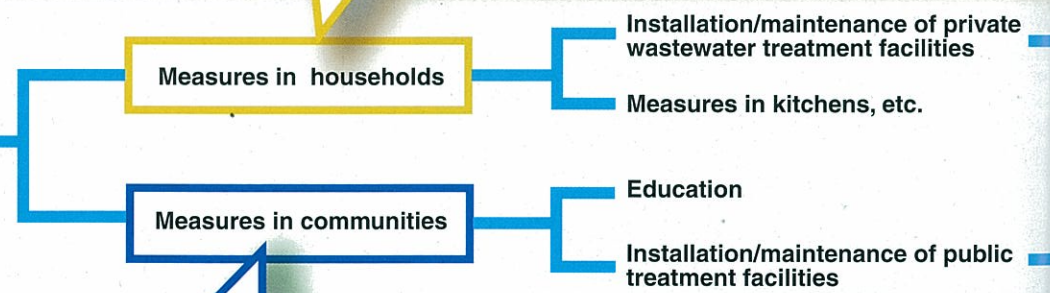 Measures in households
Installation/maintenance of private
wastewater treatment facilities
Measures in kitchens, etc.
Measures in communities
Education
Installation/maintenance of public
treatment facilities